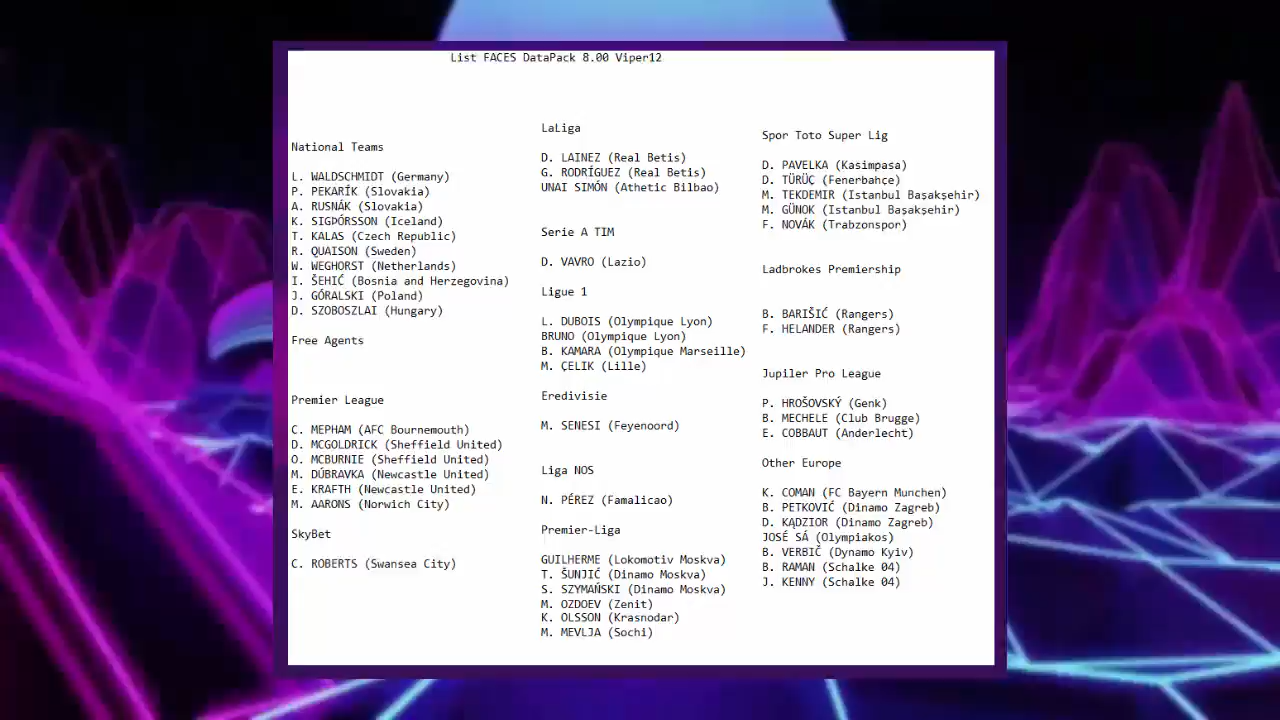 List FACES DataPack 8.00 Viper12
National Teams
L. WALDSCHMIDT (Germany)
P. PEKARÍK (Slovakia)
A. RUSNÁK (Slovakia)
K. SIGÞÓRSSON (Iceland)
T. KALAS (Czech Republic)
R. QUAISON (Sweden)
W. WEGHORST (Netherlands)
I. ŠEHIĆ (Bosnia and Herzegovina)
J. GÓRALSKI (Poland)
D. SZOBOSZLAI (Hungary)
Free Agents
Premier League
C. MEPHAM (AFC Bournemouth)
D. MCGOLDRICK (Sheffield United)
O. MCBURNIE (Sheffield United)
M. DÚBRAVKA (Newcastle United)
E. KRAFTH (Newcastle United)
M. AARONS (Norwich City)
SkyBet
C. ROBERTS (Swansea City)
LaLiga
D. LAINEZ (Real Betis)
G. RODRÍGUEZ (Real Betis)
UNAI SIMÓN (Athetic Bilbao)
Serie A TIM
D. VAVRO (Lazio)
Ligue 1
L. DUBOIS (Olympique Lyon)
BRUNO (Olympique Lyon)
B. KAMARA (Olympique Marseille)
M. ÇELIK (Lille)
Eredivisie
M. SENESI (Feyenoord)
Liga NOS
N. PÉREZ (Famalicao)
Premier-Liga
GUILHERME (Lokomotiv Moskva)
T. ŠUNJIĆ (Dinamo Moskva)
S. SZYMAŃSKI (Dinamo Moskva)
M. OZDOEV (Zenit)
K. OLSSON (Krasnodar)
M. MEVLJA (Sochi)
Spor Toto Super Lig
D. PAVELKA (Kasimpasa)
D. TÜRÜÇ (Fenerbahçe)
M. TEKDEMIR (Istanbul Başakşehir)
M. GÜNOK (Istanbul Başakşehir)
F. NOVÁK (Trabzonspor)
Ladbrokes Premiership
B. BARIŠIĆ (Rangers)
F. HELANDER (Rangers)
Jupiler Pro League
P. HROŠOVSKÝ (Genk)
B. MECHELE (Club Brugge)
E. COBBAUT (Anderlecht)
Other Europe
K. COMAN (FC Bayern Munchen)
B. PETKOVIĆ (Dinamo Zagreb)
D. KĄDZIOR (Dinamo Zagreb)
JOSÉ SÁ (Olympiakos)
B. VERBIČ (Dynamo Kyiv)
B. RAMAN (Schalke 04)
J. KENNY (Schalke 04)